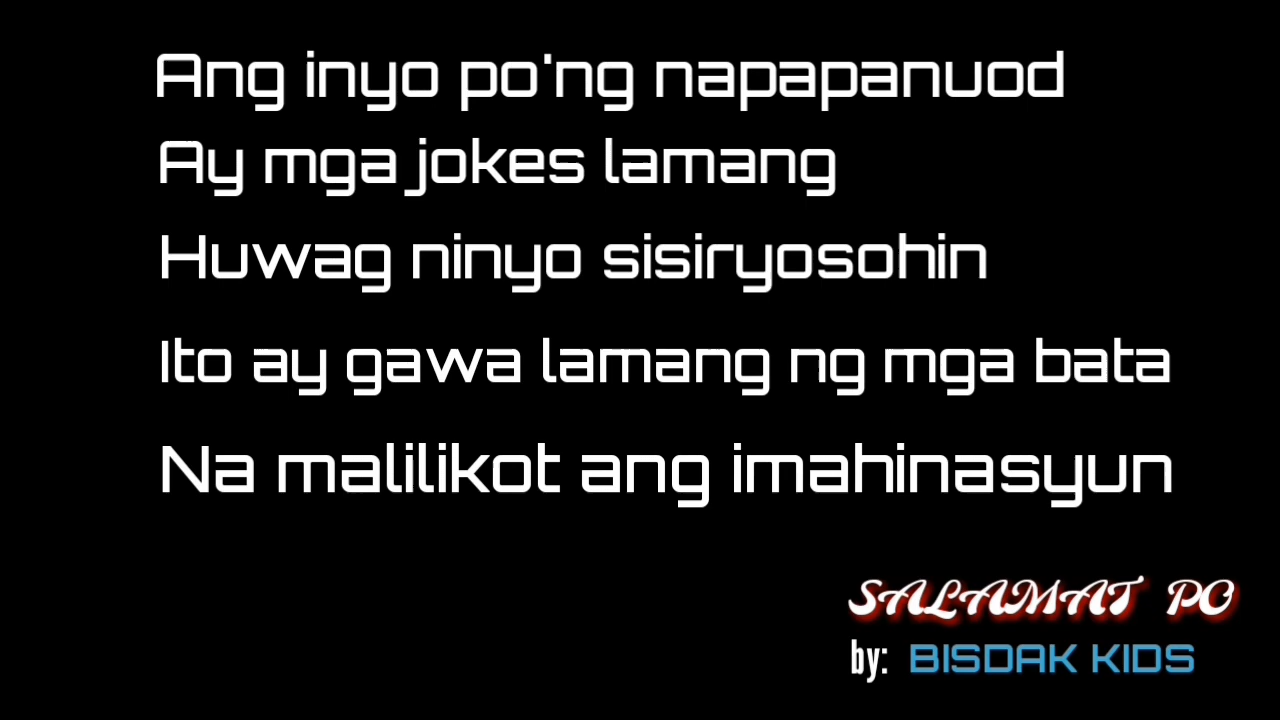 Ang inyo po'ng napapanuod
Ay mga jokes lamang
Huwag ninyo sisiryosohin
Ito ay gawa lamang ng mga bata
Na malilikot ang imahinasyun
SALAMAT PO
by: BISDAK KIDS